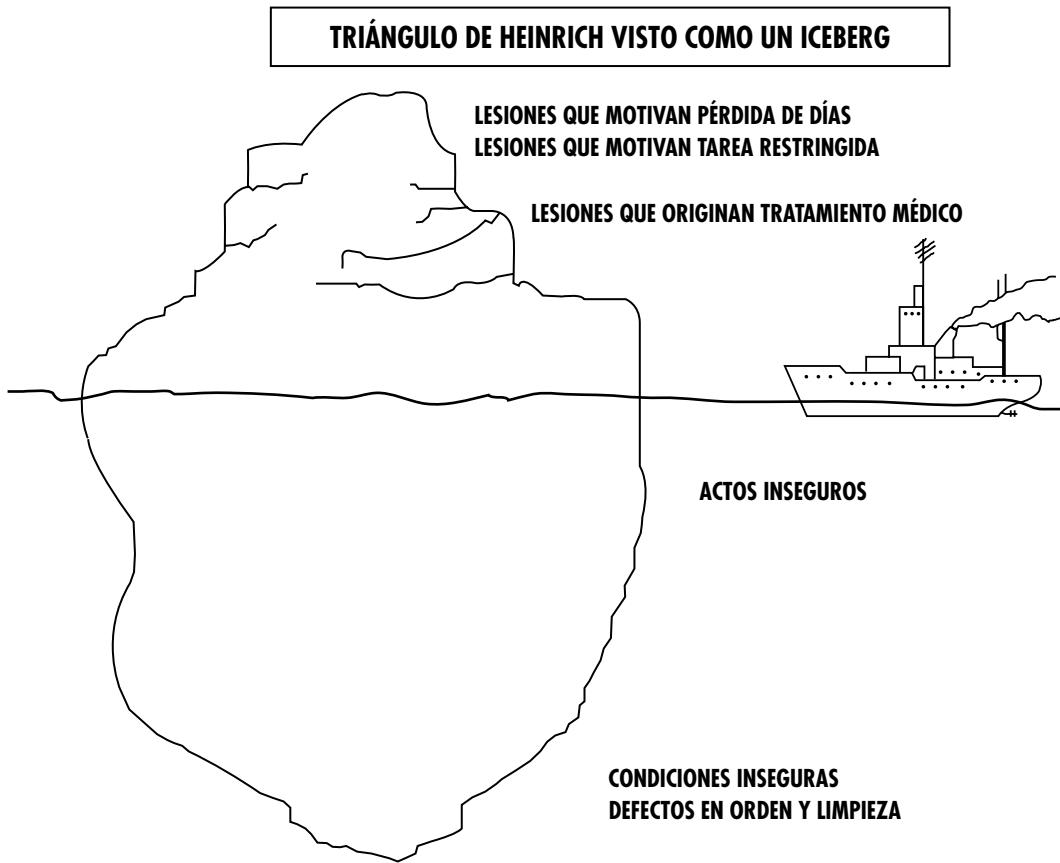 TRIÁNGULO DE HEINRICH VISTO COMO UN ICEBERG
LESIONES QUE MOTIVAN PÉRDIDA DE DÍAS
LESIONES QUE MOTIVAN TAREA RESTRINGIDA
LESIONES QUE ORIGINAN TRATAMIENTO MÉDICO
ACTOS INSEGUROS
CONDICIONES INSEGURAS
DEFECTOS EN ORDEN Y LIMPIEZA